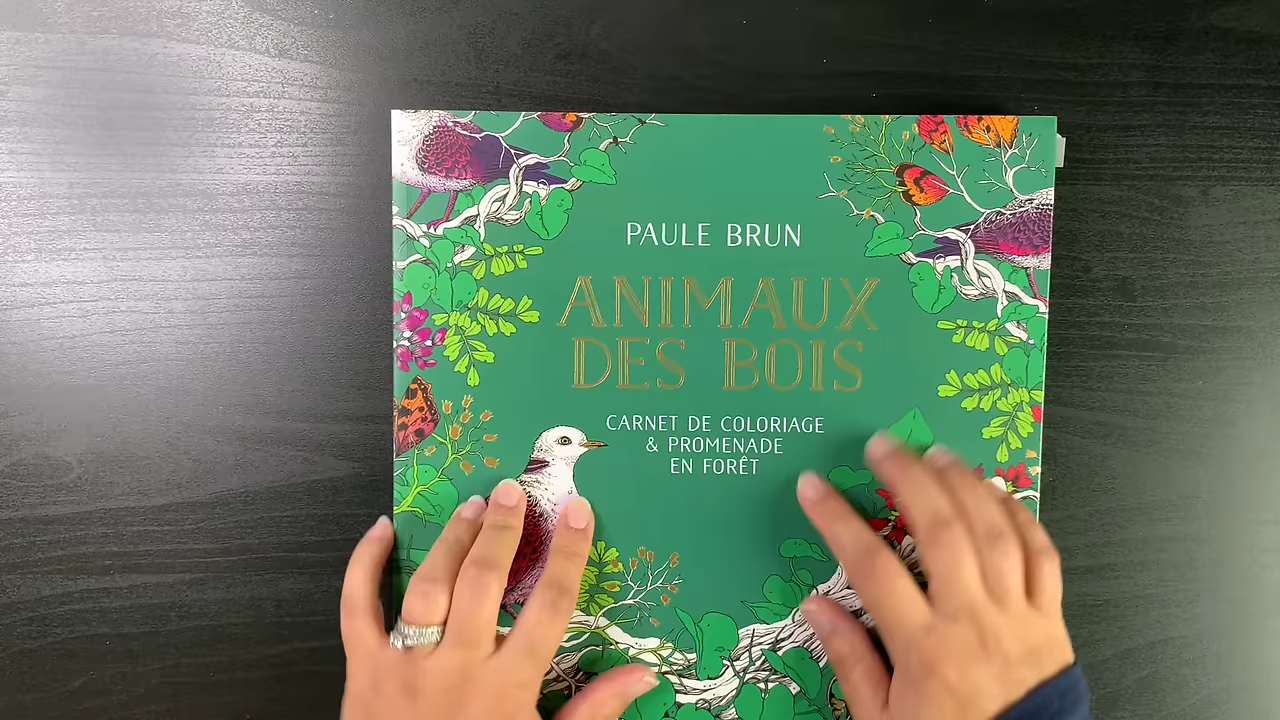 PAULE BRUN
ANIMAUX
DES BOIS
CARNET DE COLORIAGE
& PROMENADE
EN FORÊT